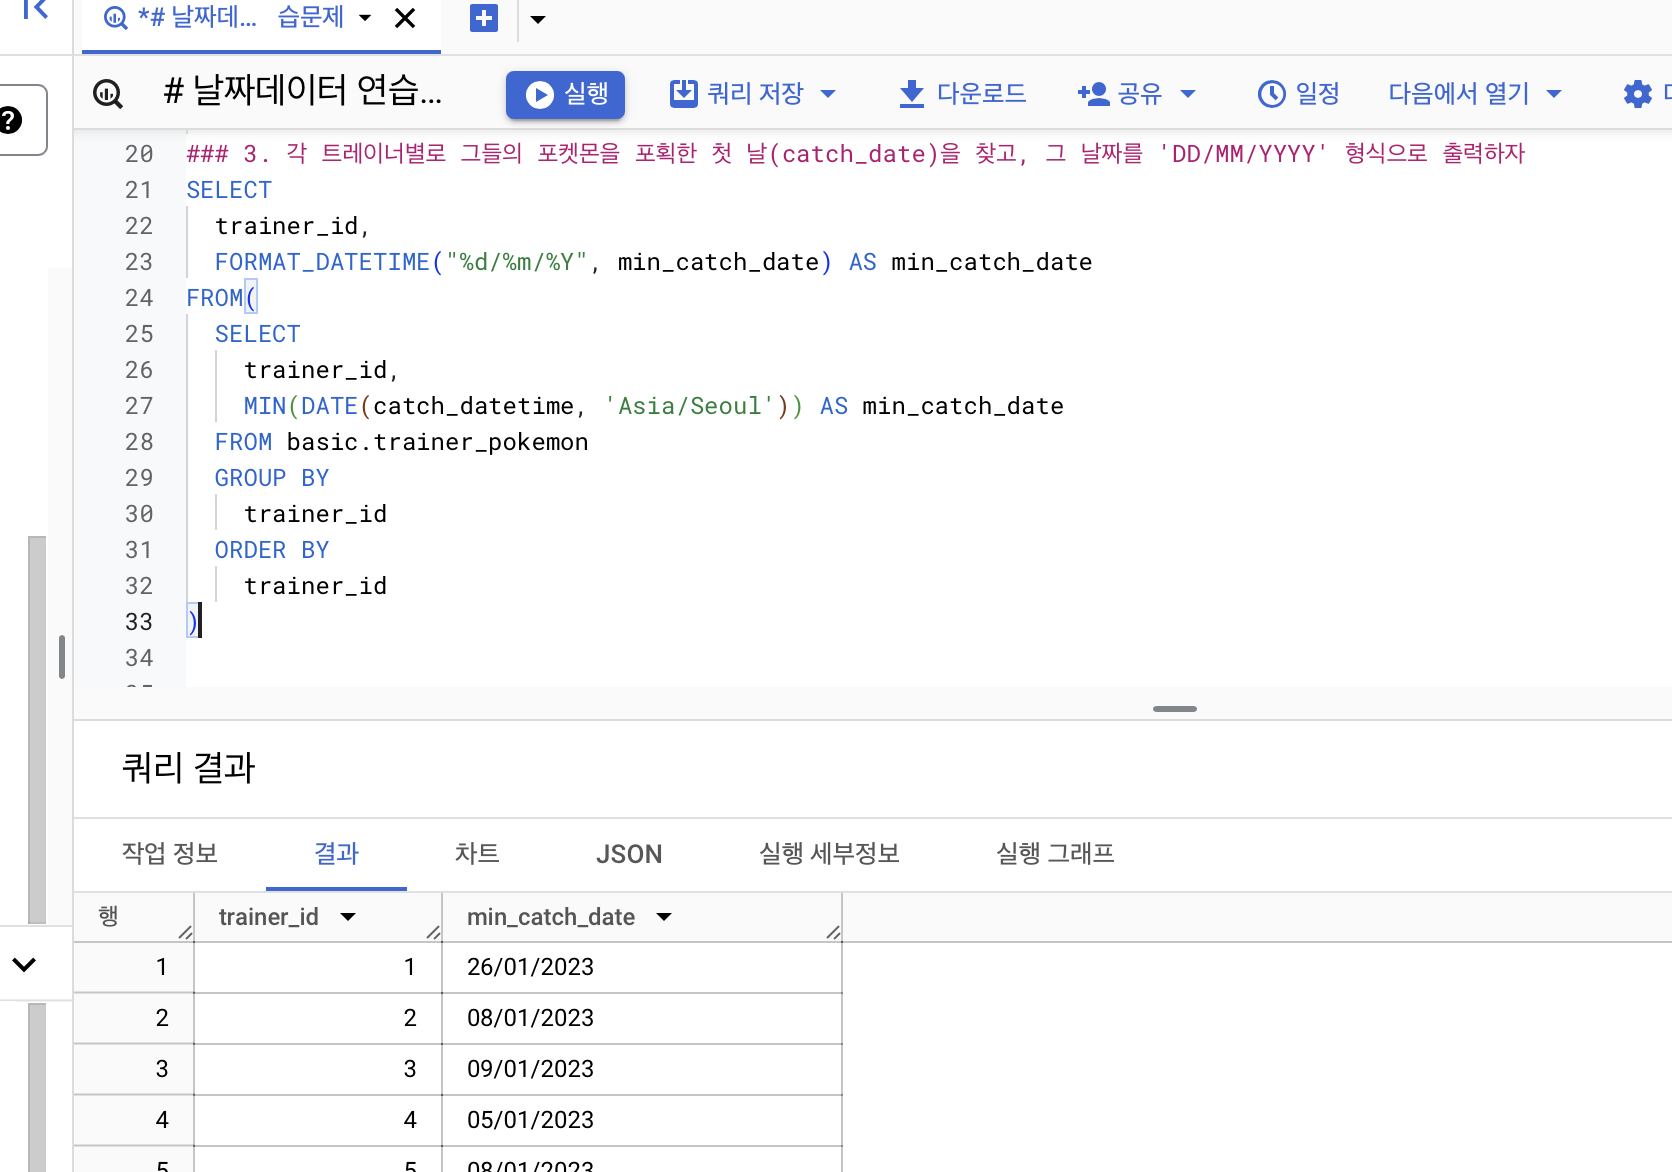 *# 날짜데... 습문제
# 날짜데이터 연습...
실행
쿼리 저장
다운로드
공유
일정
다음에서 열기
20 ### 3. 각 트레이너별로 그들의 포켓몬을 포획한 첫 날(catch_date)을 찾고, 그 날짜를 'DD/MM/YYYY' 형식으로 출력하자
21 SELECT
22 trainer_id,
23 FORMAT_DATETIME("%d/%m/%Y", min_catch_date) AS min_catch_date
24 FROM(
25 SELECT
26 trainer_id,
27 MIN(DATE(catch_datetime, 'Asia/Seoul')) AS min_catch_date
28 FROM basic.trainer_pokemon
29 GROUP BY
30 trainer_id
31 ORDER BY
32 trainer_id
33 )
34
쿼리 결과
작업 정보 결과 차트 JSON 실행 세부정보 실행 그래프
행 trainer_id min_catch_date
1 1 26/01/2023
2 2 08/01/2023
3 3 09/01/2023
4 4 05/01/2023
5 5 08/01/2023